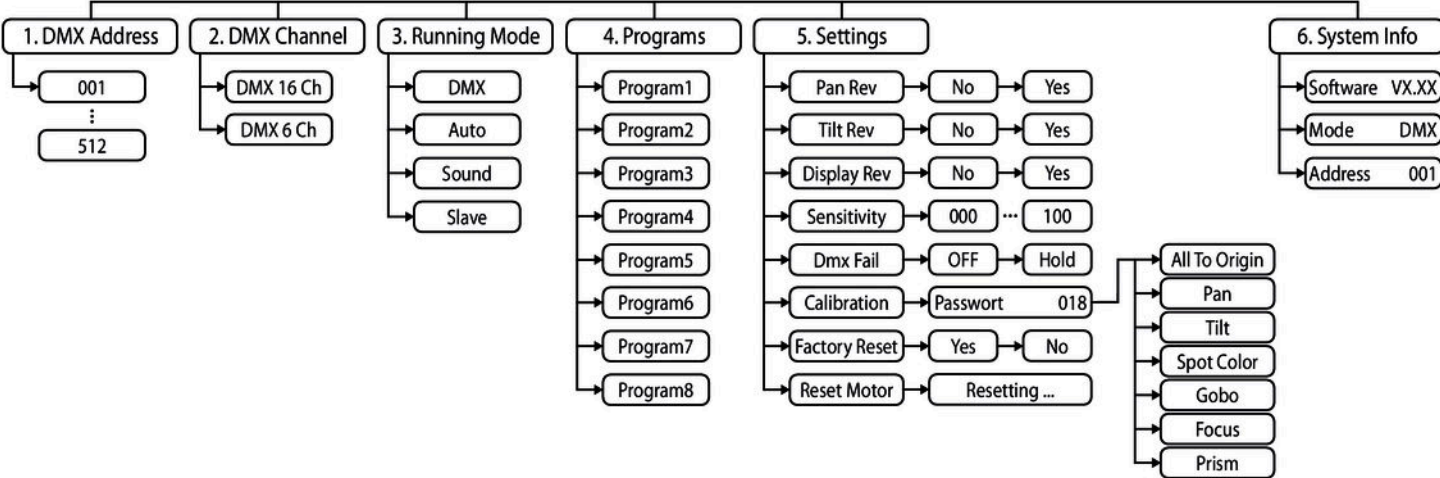 1. DMX Address
001
⋮
512
2. DMX Channel
DMX 16 Ch
DMX 6 Ch
3. Running Mode
DMX
Auto
Sound
Slave
4. Programs
Program1
Program2
Program3
Program4
Program5
Program6
Program7
Program8
5. Settings
Pan Rev No Yes
Tilt Rev No Yes
Display Rev No Yes
Sensitivity 000 ... 100
Dmx Fail OFF Hold
Calibration Passwort 018
All To Origin
Pan
Tilt
Spot Color
Gobo
Focus
Prism
Factory Reset Yes No
Reset Motor Resetting ...
6. System Info
Software VX.XX
Mode DMX
Address 001